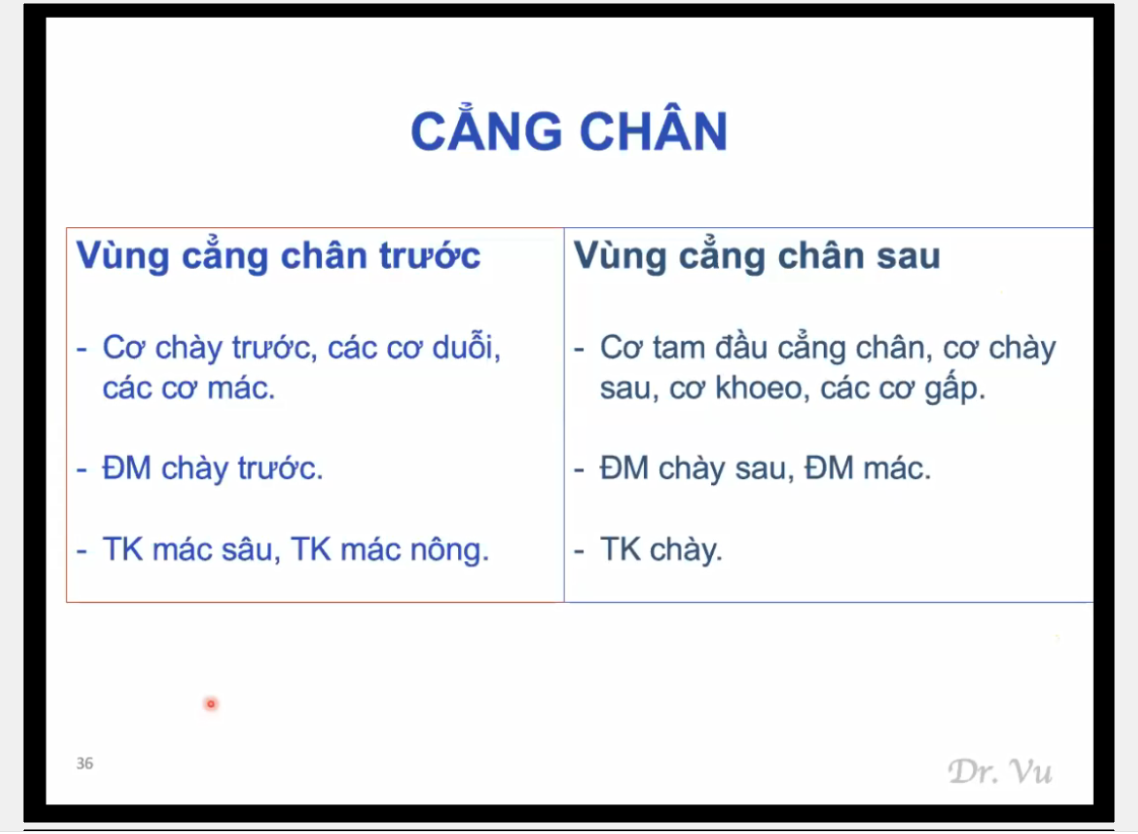 CẲNG CHÂN
Vùng cẳng chân trước
- Cơ chày trước, các cơ duỗi,
các cơ mác.
- ĐM chày trước.
- TK mác sâu, TK mác nông.
Vùng cẳng chân sau
- Cơ tam đầu cẳng chân, cơ chày
sau, cơ khoeo, các cơ gấp.
- ĐM chày sau, ĐM mác.
- TK chày.
36
Dr. Vu